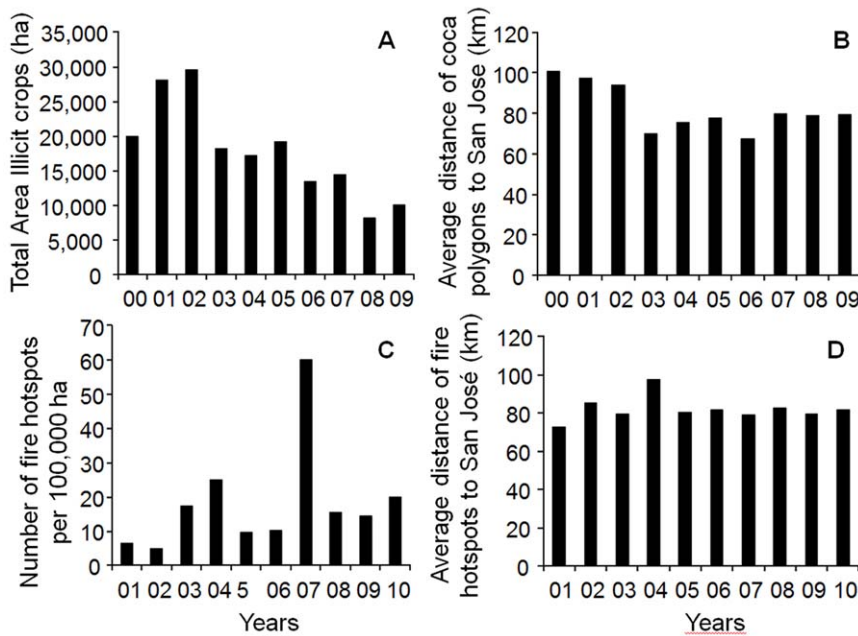 Total Area Illicit crops (ha)
35,000
30,000
25,000
20,000
15,000
10,000
5,000
0
A
00 01 02 03 04 05 06 07 08 09
Average distance of coca
polygons to San Jose (km)
120
100
80
60
40
20
0
B
00 01 02 03 04 05 06 07 08 09
Number of fire hotspots
per 100,000 ha
70
60
50
40
30
20
10
0
C
01 02 03 04 5 06 07 08 09 10
Years
Average distance of fire
hotspots to San José (km)
120
100
80
60
40
20
0
D
01 02 03 04 05 06 07 08 09 10
Years